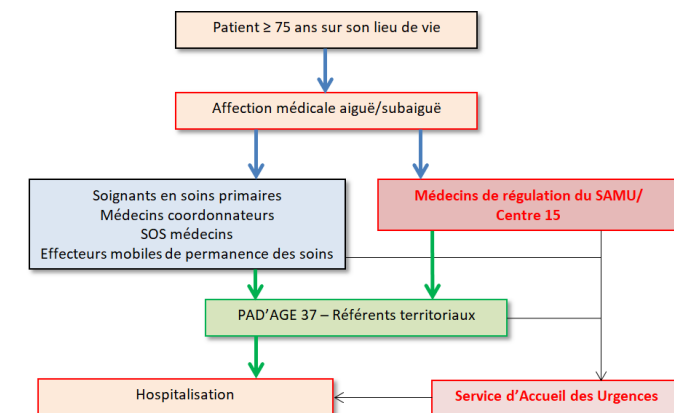 Patient ≥ 75 ans sur son lieu de vie
Affection médicale aiguë/subaiguë
Soignants en soins primaires
Médecins coordonnateurs
SOS médecins
Effecteurs mobiles de permanence des soins
Médecins de régulation du SAMU/
Centre 15
PAD’AGE 37 – Référents territoriaux
Hospitalisation
Service d’Accueil des Urgences